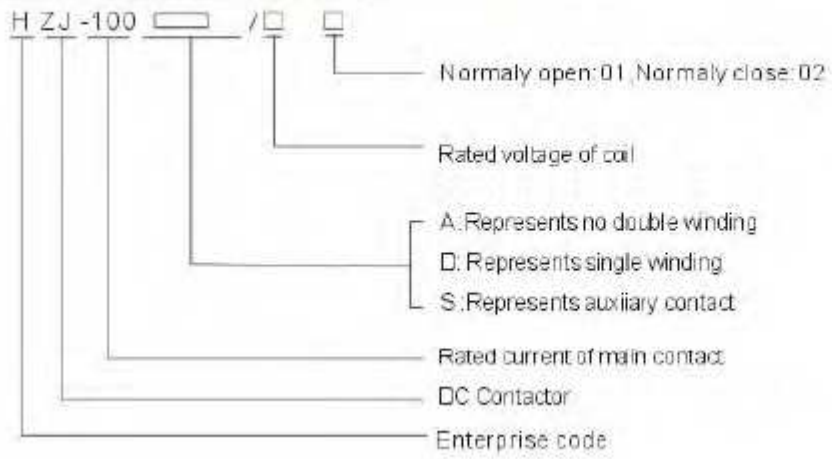 H ZJ -100 □ /□ □
Normaly open:01,Normaly close:02
Rated voltage of coil
A:Represents no double winding
D:Represents single winding
S:Represents auxiiary contact
Rated current of main contact
DC Contactor
Enterprise code